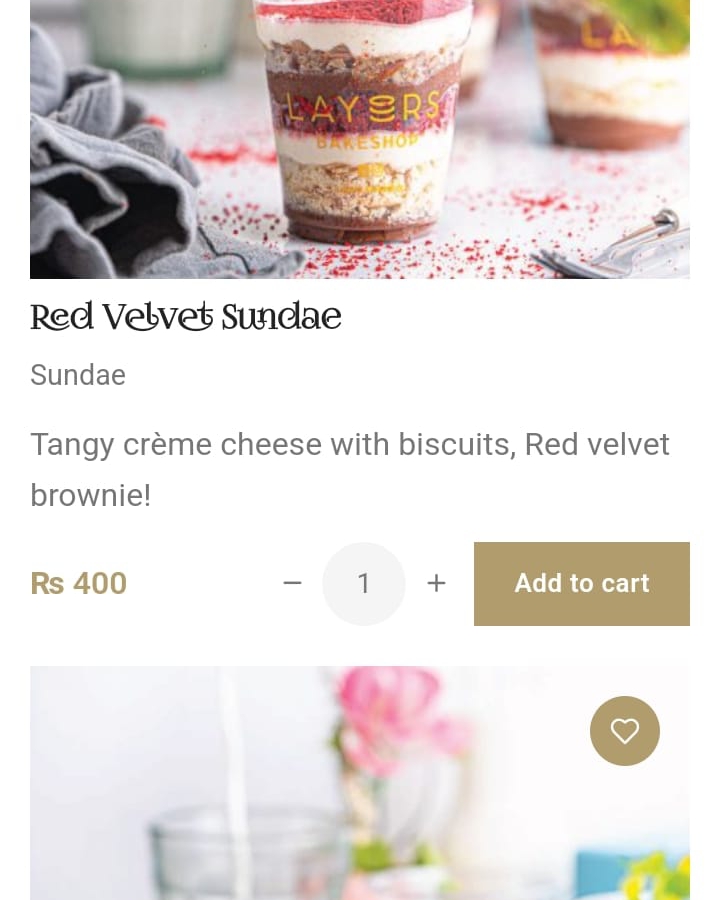 LAYERS
BAKESHOP
LA
Red Velvet Sundae
Sundae
Tangy crème cheese with biscuits, Red velvet
brownie!
₨ 400
− 1 + Add to cart